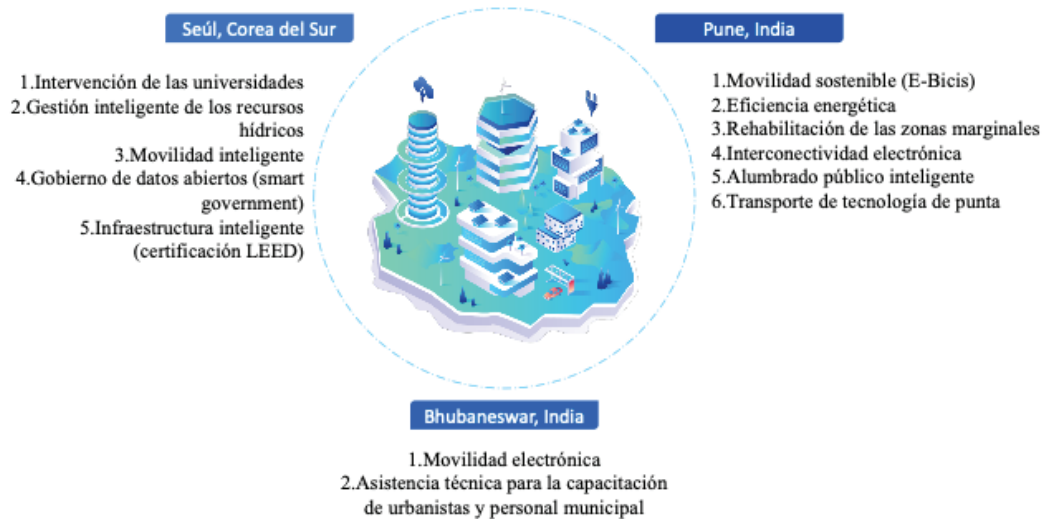 Seúl, Corea del Sur
1.Intervención de las universidades
2.Gestión inteligente de los recursos
hídricos
3.Movilidad inteligente
4.Gobierno de datos abiertos (smart
government)
5.Infraestructura inteligente
(certificación LEED)
Pune, India
1.Movilidad sostenible (E-Bicis)
2.Eficiencia energética
3.Rehabilitación de las zonas marginales
4.Interconectividad electrónica
5.Alumbrado público inteligente
6.Transporte de tecnología de punta
Bhubaneswar, India
1.Movilidad electrónica
2.Asistencia técnica para la capacitación
de urbanistas y personal municipal